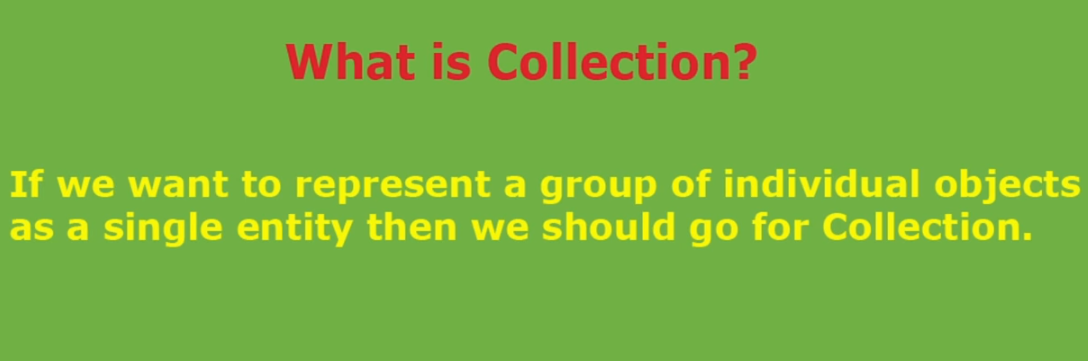 What is Collection?
If we want to represent a group of individual objects
as a single entity then we should go for Collection.